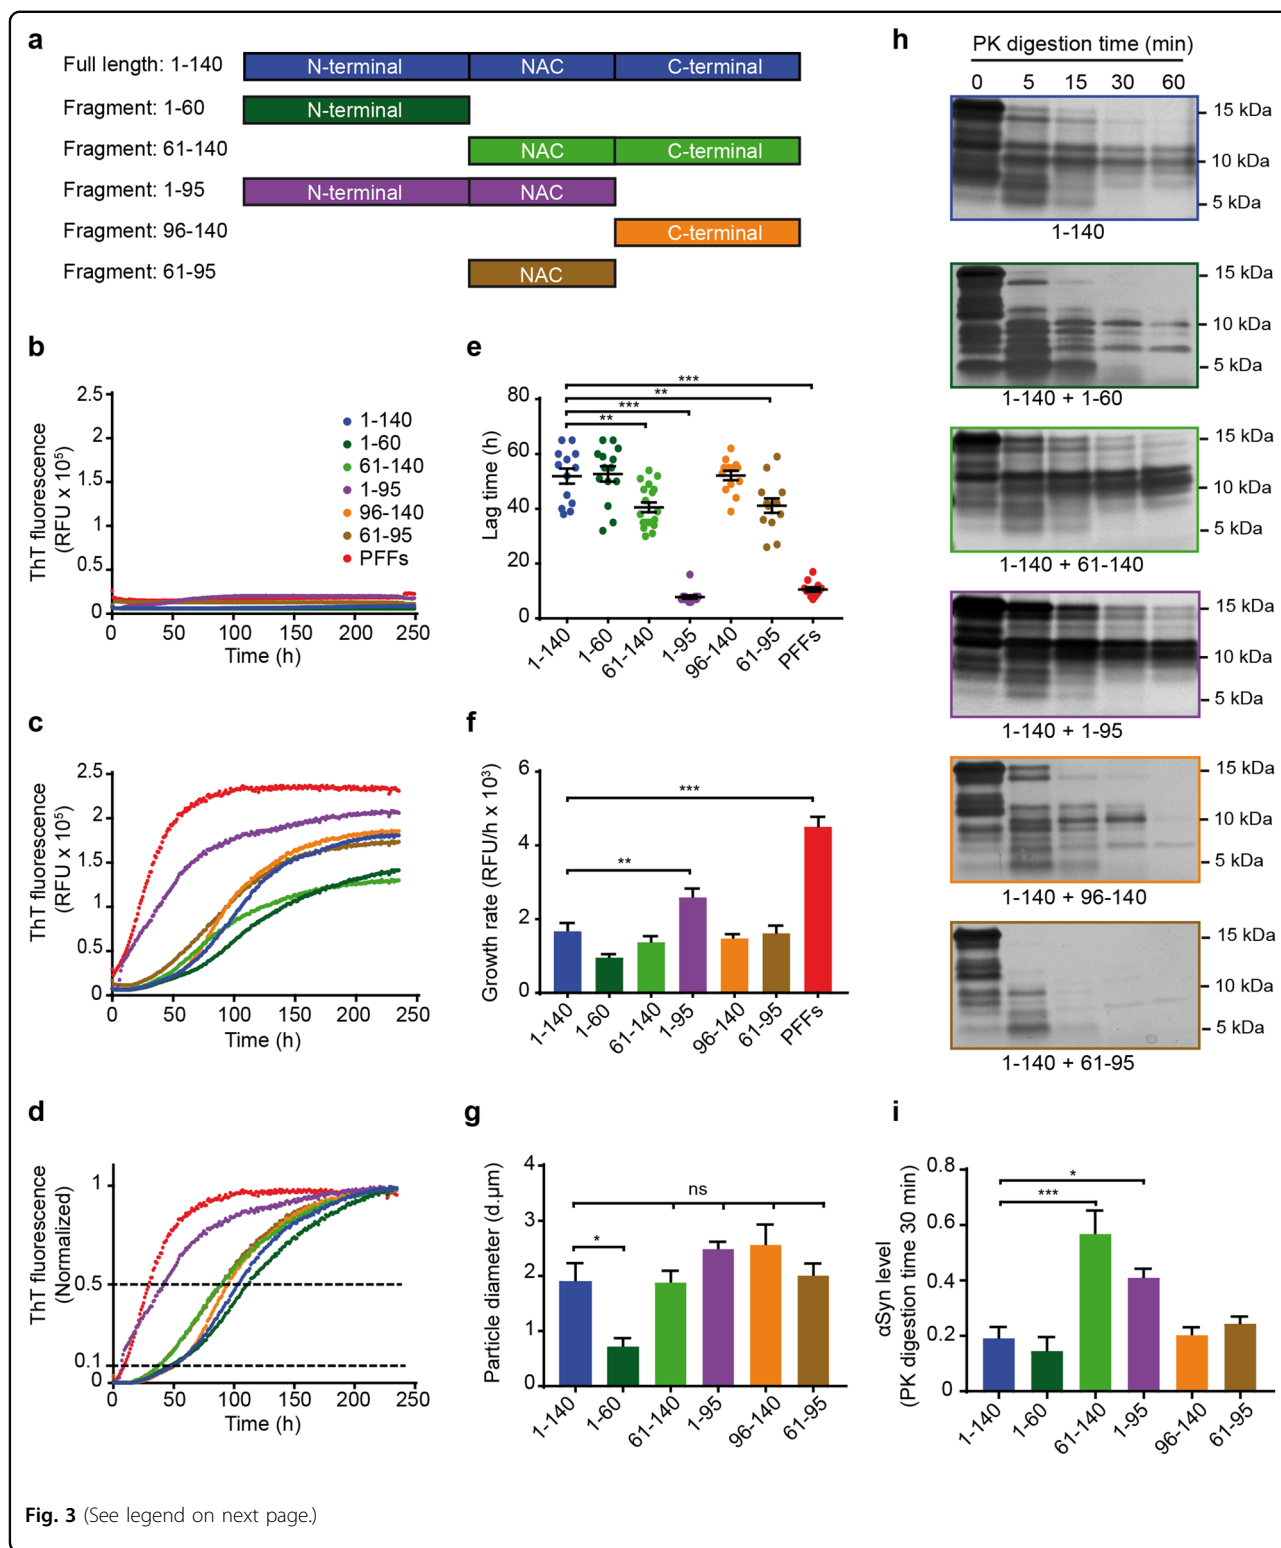 a
Full length: 1-140
N-terminal
NAC
C-terminal
Fragment: 1-60
N-terminal
Fragment: 61-140
NAC
C-terminal
Fragment: 1-95
N-terminal
NAC
Fragment: 96-140
C-terminal
Fragment: 61-95
NAC
b
ThT fluorescence
(RFU x 10⁵)
2.5
2
1.5
1
0.5
0
0 50 100 150 200 250
Time (h)
1-140
1-60
61-140
1-95
96-140
61-95
PFFs
c
ThT fluorescence
(RFU x 10⁵)
2.5
2
1.5
1
0.5
0
0 50 100 150 200 250
Time (h)
d
ThT fluorescence
(Normalized)
1
0.5
0.1
0
0 50 100 150 200 250
Time (h)
e
Lag time (h)
80
60
40
20
0
***
**
***
**
1-140 1-60 61-140 1-95 96-140 61-95 PFFs
f
Growth rate (RFU/h x 10³)
6
4
2
0
***
**
1-140 1-60 61-140 1-95 96-140 61-95 PFFs
g
Particle diameter (d.µm)
4
3
2
1
0
ns
*
1-140 1-60 61-140 1-95 96-140 61-95
h
PK digestion time (min)
0 5 15 30 60
15 kDa
10 kDa
5 kDa
1-140
15 kDa
10 kDa
5 kDa
1-140 + 1-60
15 kDa
10 kDa
5 kDa
1-140 + 61-140
15 kDa
10 kDa
5 kDa
1-140 + 1-95
15 kDa
10 kDa
5 kDa
1-140 + 96-140
15 kDa
10 kDa
5 kDa
1-140 + 61-95
i
αSyn level
(PK digestion time 30 min)
0.8
0.6
0.4
0.2
0
*
***
1-140 1-60 61-140 1-95 96-140 61-95
Fig. 3 (See legend on next page.)